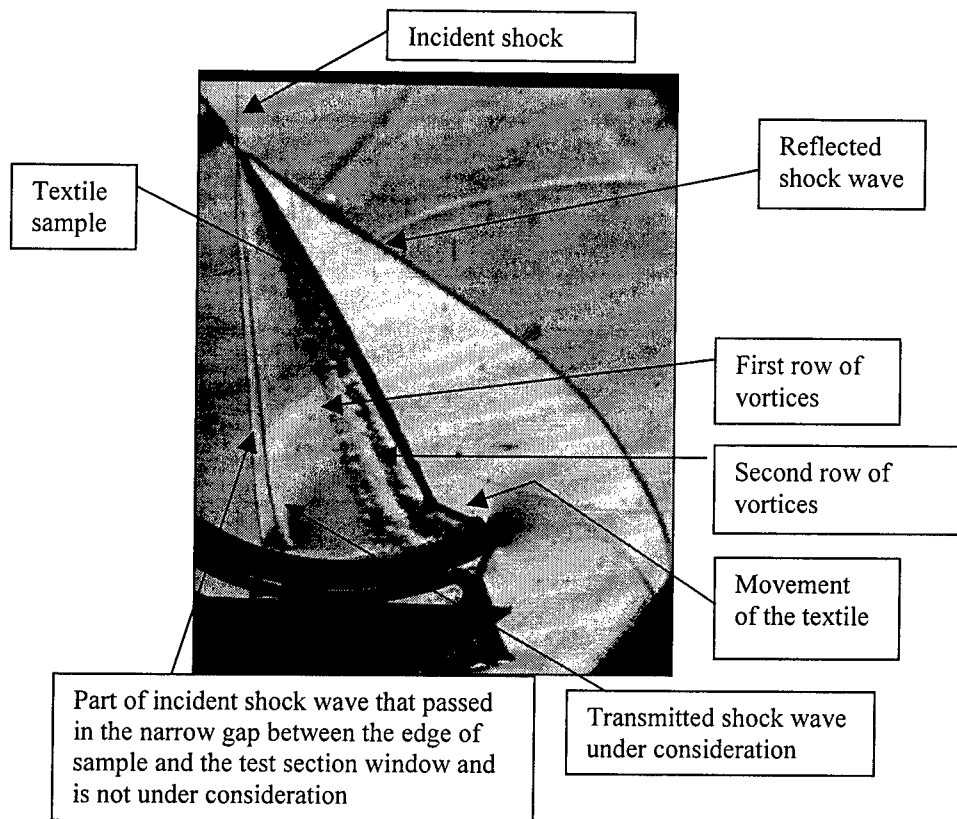 Incident shock
Reflected
shock wave
Textile
sample
First row of
vortices
Second row of
vortices
Movement
of the textile
Part of incident shock wave that passed
in the narrow gap between the edge of
sample and the test section window and
is not under consideration
Transmitted shock wave
under consideration